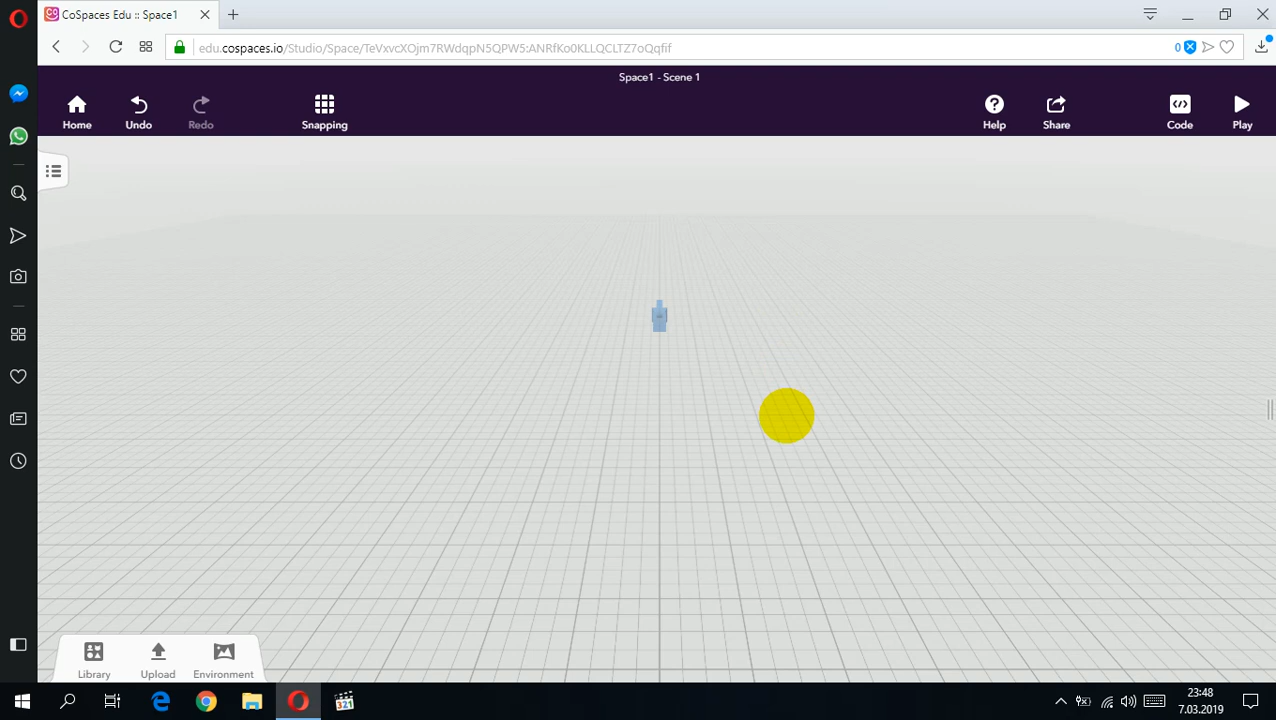 CoSpaces Edu :: Space1
edu.cospaces.io/Studio/Space/TeVxvcXOjm7RWdqpN5QPW5:ANRfKo0KLLQCLTZ7oQqfif
0
Space1 - Scene 1
Home
Undo
Redo
Snapping
Help
Share
Code
Play
Library
Upload
Environment
321
23:48
7.03.2019